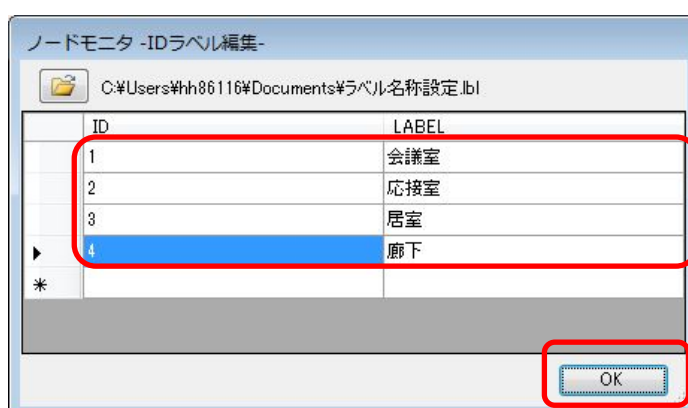 ノードモニタ -IDラベル編集-
C:¥Users¥hh86116¥Documents¥ラベル名称設定.lbl
ID LABEL
1 会議室
2 応接室
3 居室
4 廊下
OK